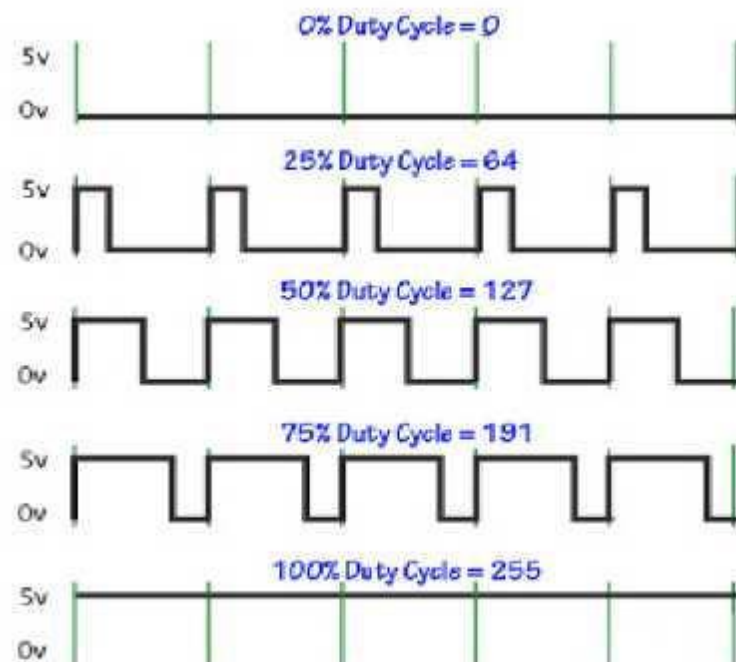 0% Duty Cycle = 0
5v
0v
25% Duty Cycle = 64
5v
0v
50% Duty Cycle = 127
5v
0v
75% Duty Cycle = 191
5v
0v
100% Duty Cycle = 255
5v
0v